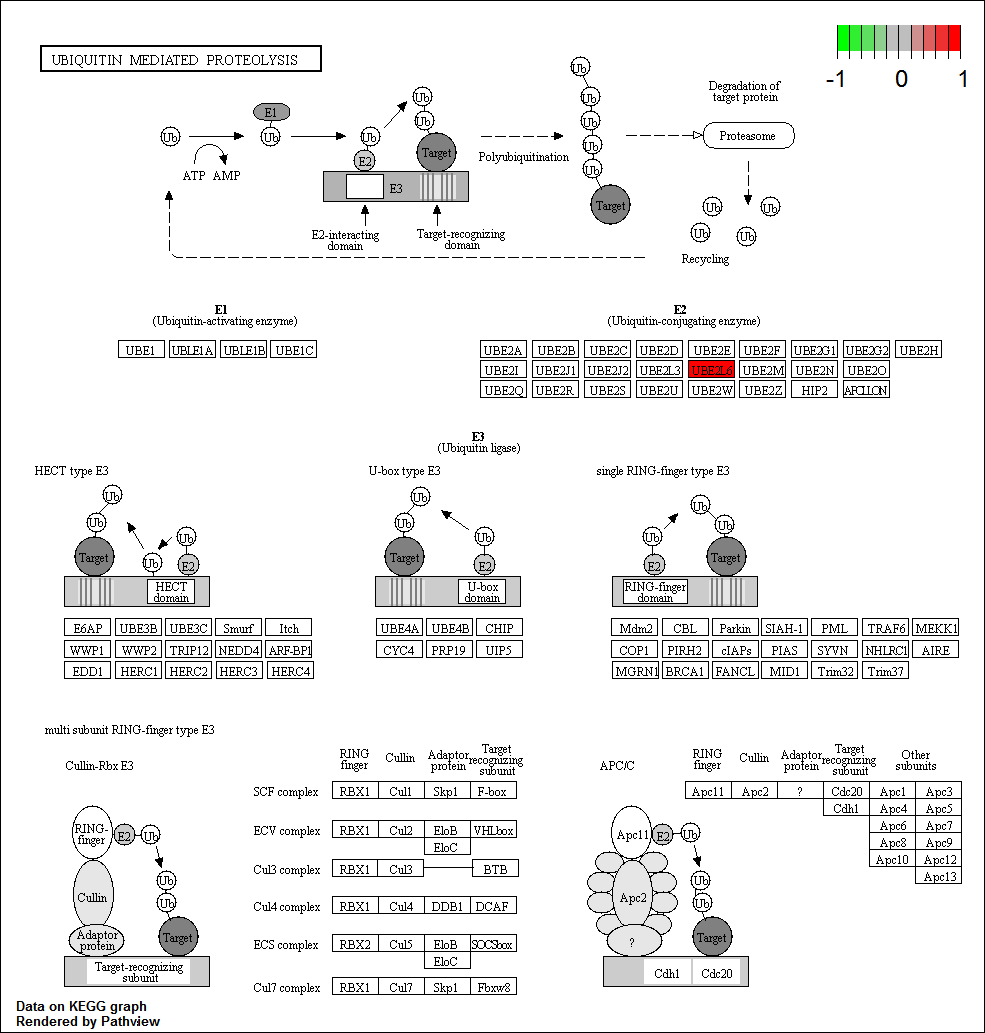 UBIQUITIN MEDIATED PROTEOLYSIS
-1 0 1
Ub
ATP AMP
E1
Ub
Ub
E2
E3
Ub
Ub
Target
E2-interacting
domain
Target-recognizing
domain
Polyubiquitination
Ub
Ub
Ub
Ub
Ub
Target
Degradation of
target protein
Proteasome
Ub
Ub
Ub
Ub
Recycling
E1
(Ubiquitin-activating enzyme)
UBE1 UBLE1A UBLE1B UBE1C
E2
(Ubiquitin-conjugating enzyme)
UBE2A UBE2B UBE2C UBE2D UBE2E UBE2F UBE2G1 UBE2G2 UBE2H
UBE2I UBE2J1 UBE2J2 UBE2L3 UBE2L6 UBE2M UBE2N UBE2O
UBE2Q UBE2R UBE2S UBE2U UBE2W UBE2Z HIP2 APOLLON
E3
(Ubiquitin ligase)
HECT type E3
Ub
Ub
Target
Ub
Ub
E2
HECT
domain
E6AP UBE3B UBE3C Smurf Itch
WWP1 WWP2 TRIP12 NEDD4 ARF-BP1
EDD1 HERC1 HERC2 HERC3 HERC4
U-box type E3
Ub
Ub
Target
Ub
E2
U-box
domain
UBE4A UBE4B CHIP
CYC4 PRP19 UIP5
single RING-finger type E3
Ub
E2
Ub
Ub
Target
RING-finger
domain
Mdm2 CBL Parkin SIAH-1 PML TRAF6 MEKK1
COP1 PIRH2 cIAPs PIAS SYVN NHLRC1 AIRE
MGRN1 BRCA1 FANCL MID1 Trim32 Trim37
multi subunit RING-finger type E3
Cullin-Rbx E3
RING-
finger
E2
Ub
Cullin
Ub
Ub
Adaptor
protein
Target
Target-recognizing
subunit
RING
finger
Cullin
Adaptor
protein
Target
recognizing
subunit
SCF complex RBX1 Cul1 Skp1 F-box
ECV complex RBX1 Cul2 EloB VHLbox
EloC
Cul3 complex RBX1 Cul3 BTB
Cul4 complex RBX1 Cul4 DDB1 DCAF
ECS complex RBX2 Cul5 EloB SOCSbox
EloC
Cul7 complex RBX1 Cul7 Skp1 Fbxw8
APC/C
RING
finger
Cullin
Adaptor
protein
Target
recognizing
subunit
Other
subunits
Apc11 Apc2 ? Cdc20 Apc1 Apc3
Cdh1 Apc4 Apc5
Apc6 Apc7
Apc8 Apc9
Apc10 Apc12
Apc13
Apc11
E2
Ub
Apc2
Ub
Ub
?
Target
Cdh1 Cdc20
Data on KEGG graph
Rendered by Pathview